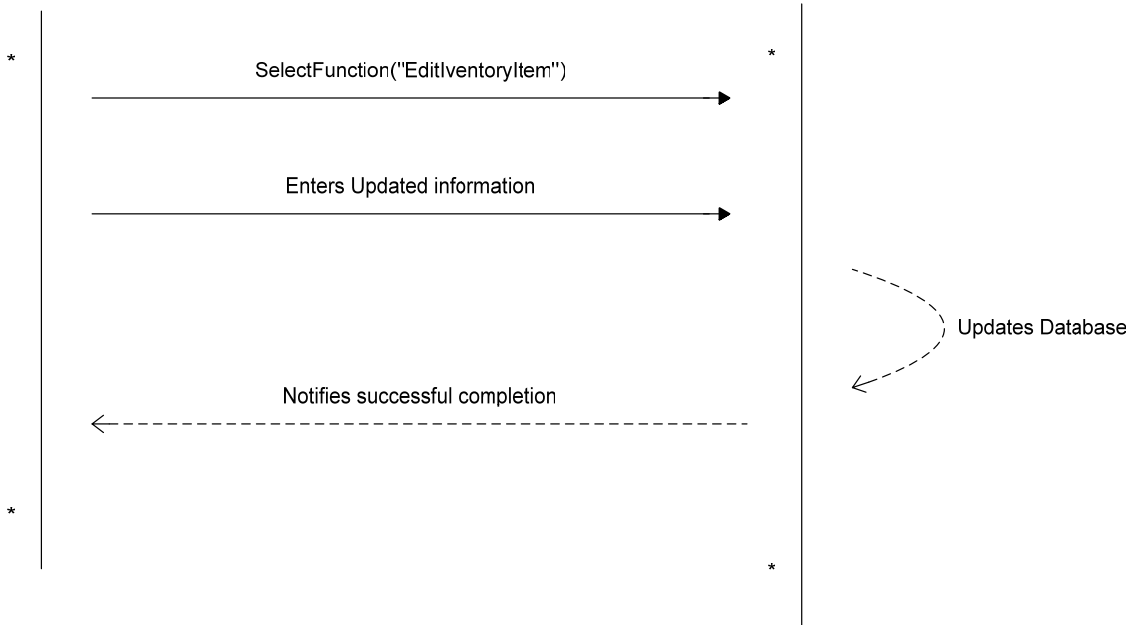 *
*
SelectFunction("EditIventoryItem")
Enters Updated information
Updates Database
Notifies successful completion
*
*